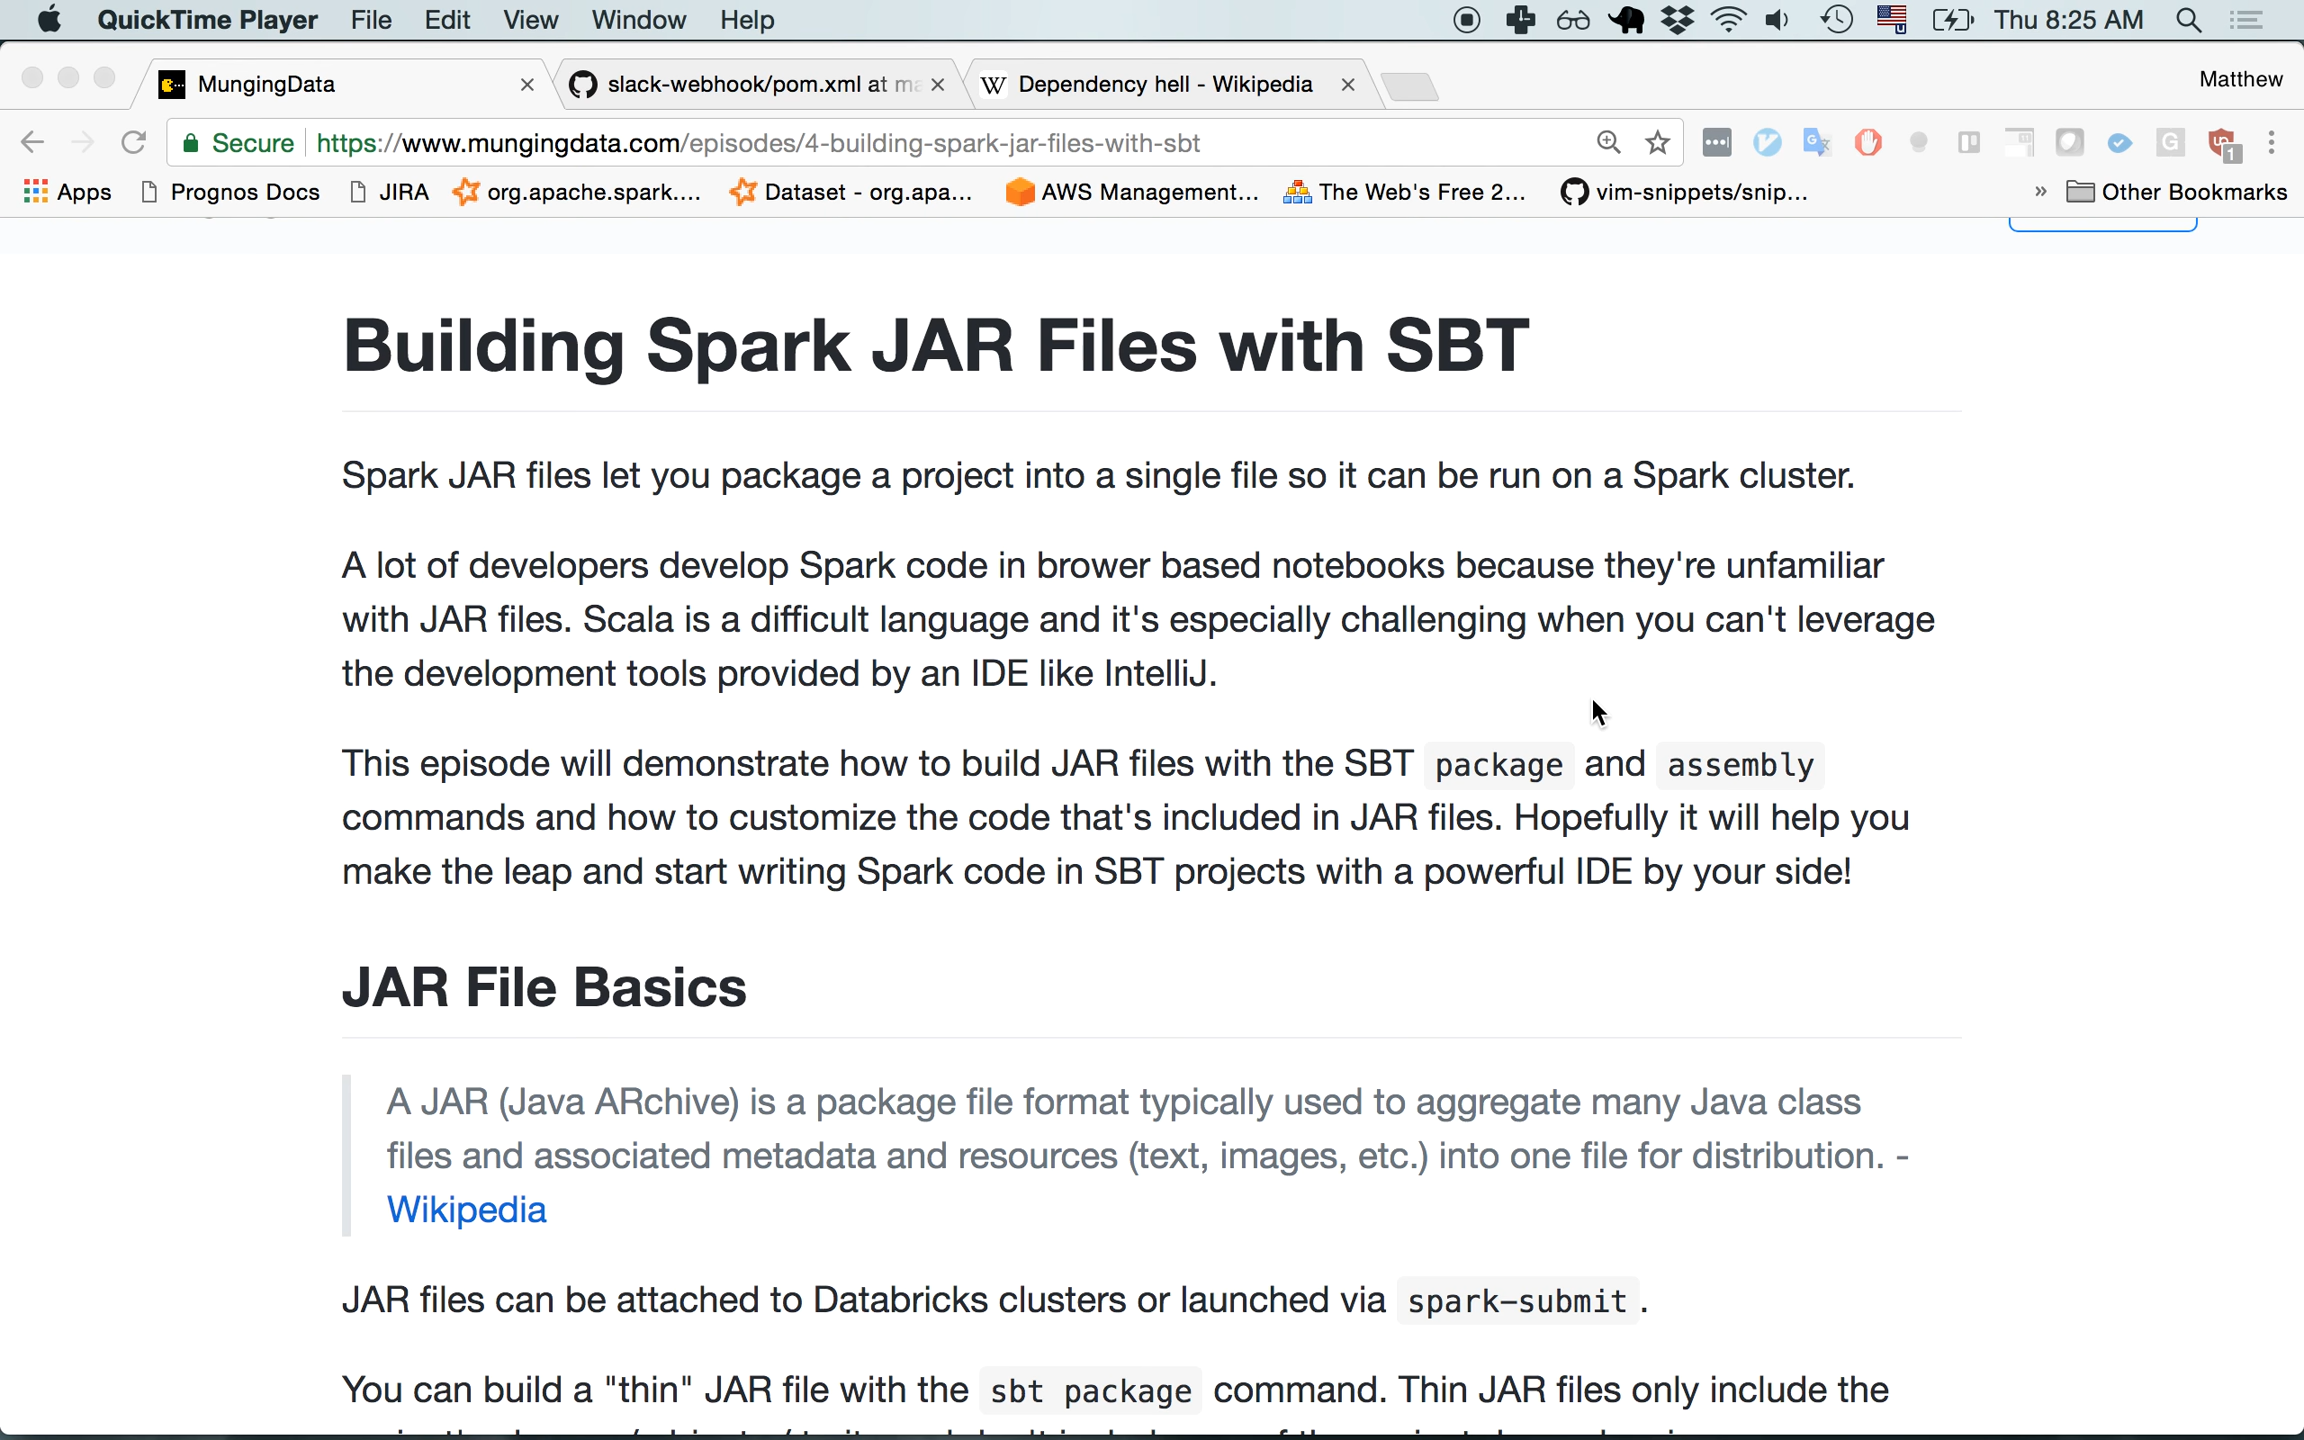 QuickTime Player File Edit View Window Help Thu 8:25 AM
MungingData slack-webhook/pom.xml at ma Dependency hell - Wikipedia Matthew
Secure https://www.mungingdata.com/episodes/4-building-spark-jar-files-with-sbt
Apps Prognos Docs JIRA org.apache.spark.... Dataset - org.apa... AWS Management... The Web's Free 2... vim-snippets/snip... » Other Bookmarks
Building Spark JAR Files with SBT
Spark JAR files let you package a project into a single file so it can be run on a Spark cluster.
A lot of developers develop Spark code in brower based notebooks because they're unfamiliar
with JAR files. Scala is a difficult language and it's especially challenging when you can't leverage
the development tools provided by an IDE like IntelliJ.
This episode will demonstrate how to build JAR files with the SBT package and assembly
commands and how to customize the code that's included in JAR files. Hopefully it will help you
make the leap and start writing Spark code in SBT projects with a powerful IDE by your side!
JAR File Basics
A JAR (Java ARchive) is a package file format typically used to aggregate many Java class
files and associated metadata and resources (text, images, etc.) into one file for distribution. -
Wikipedia
JAR files can be attached to Databricks clusters or launched via spark-submit.
You can build a "thin" JAR file with the sbt package command. Thin JAR files only include the